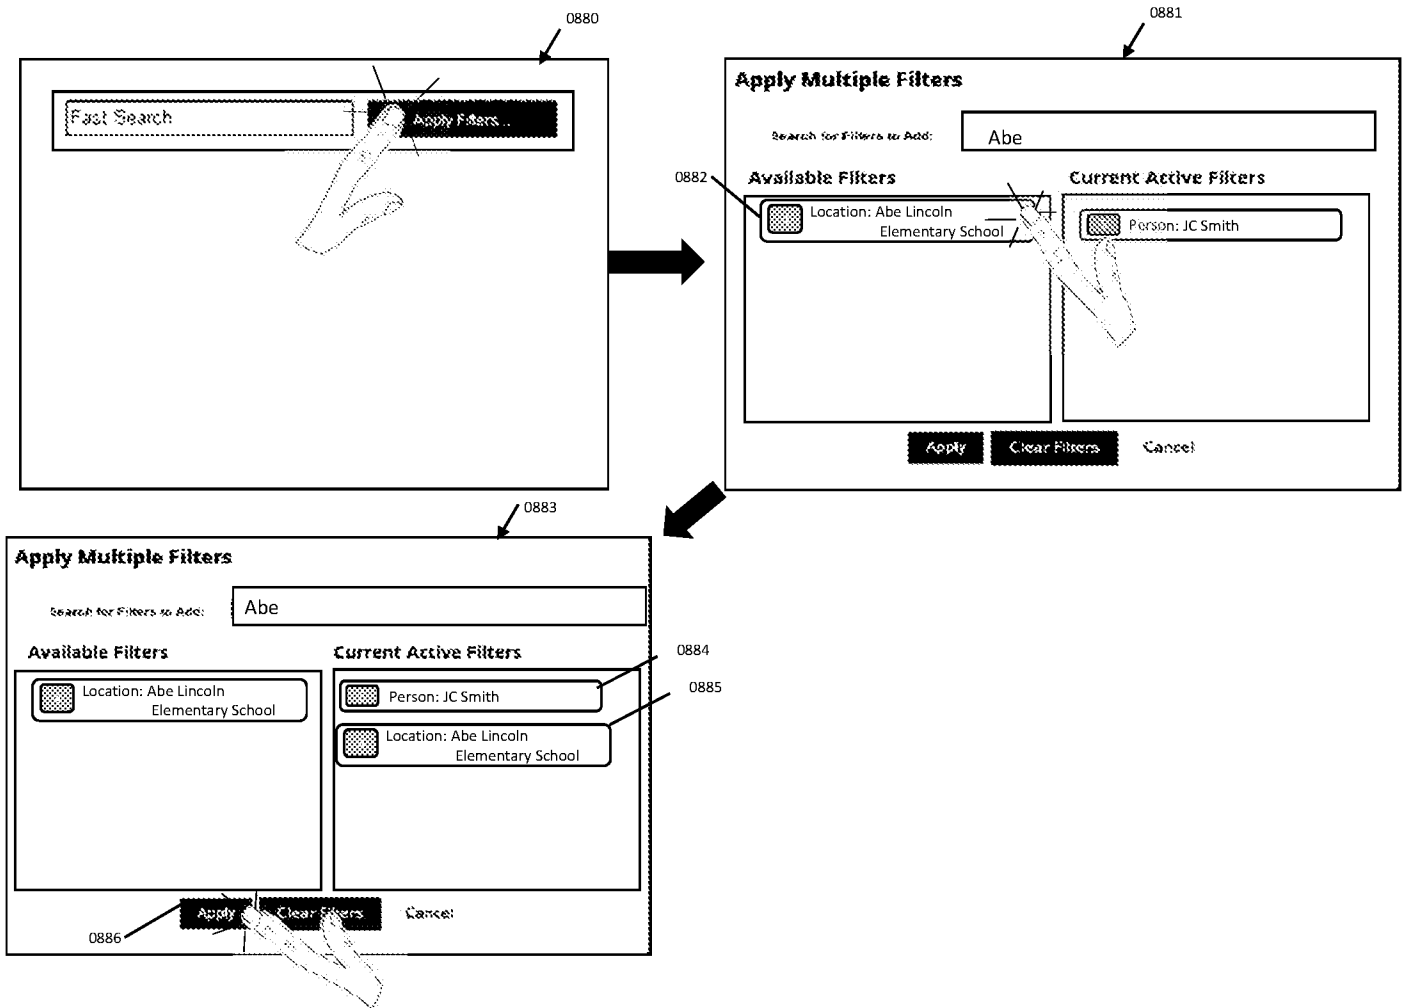 0880
Fast Search
Apply Filters...
0881
Apply Multiple Filters
Search for Filters to Add:
Abe
0882
Available Filters
Current Active Filters
Location: Abe Lincoln
Elementary School
Person: JC Smith
Apply
Clear Filters
Cancel
0883
Apply Multiple Filters
Search for Filters to Add:
Abe
Available Filters
Current Active Filters
0884
0885
Location: Abe Lincoln
Elementary School
Person: JC Smith
Location: Abe Lincoln
Elementary School
Apply
Clear Filters
Cancel
0886